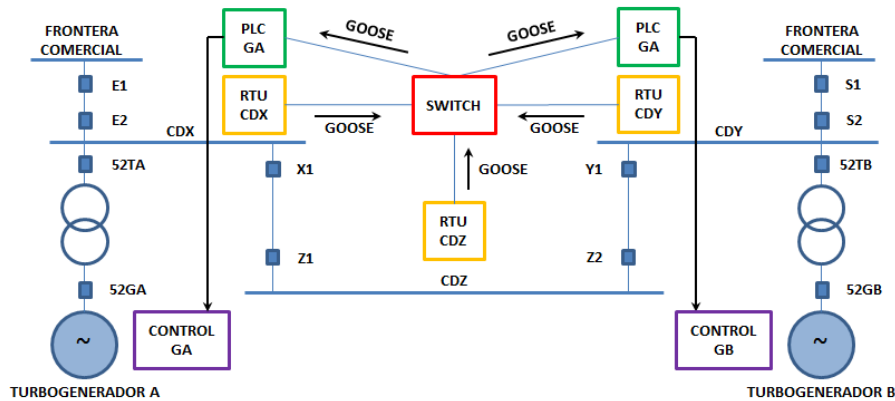 FRONTERA
COMERCIAL
PLC
GA
GOOSE
GOOSE
PLC
GA
FRONTERA
COMERCIAL
E1
RTU
CDX
SWITCH
RTU
CDY
S1
E2
GOOSE
GOOSE
S2
CDX
CDY
52TA
X1
GOOSE
Y1
52TB
RTU
CDZ
Z1
Z2
CDZ
52GA
52GB
~
CONTROL
GA
CONTROL
GB
~
TURBOGENERADOR A
TURBOGENERADOR B